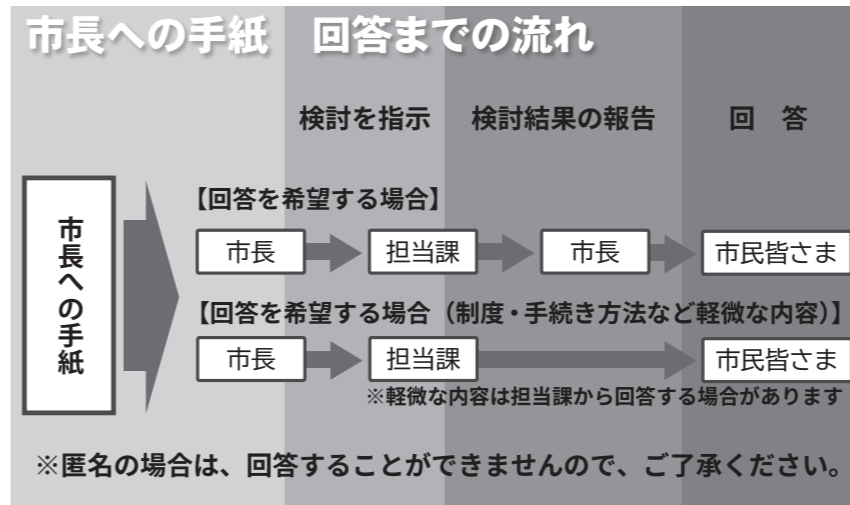 市長への手紙　回答までの流れ
検討を指示　検討結果の報告　回　答
市長への手紙
【回答を希望する場合】
市長　担当課　市長　市民皆さま
【回答を希望する場合（制度・手続き方法など軽微な内容）】
市長　担当課　市民皆さま
※軽微な内容は担当課から回答する場合があります
※匿名の場合は、回答することができませんので、ご了承ください。